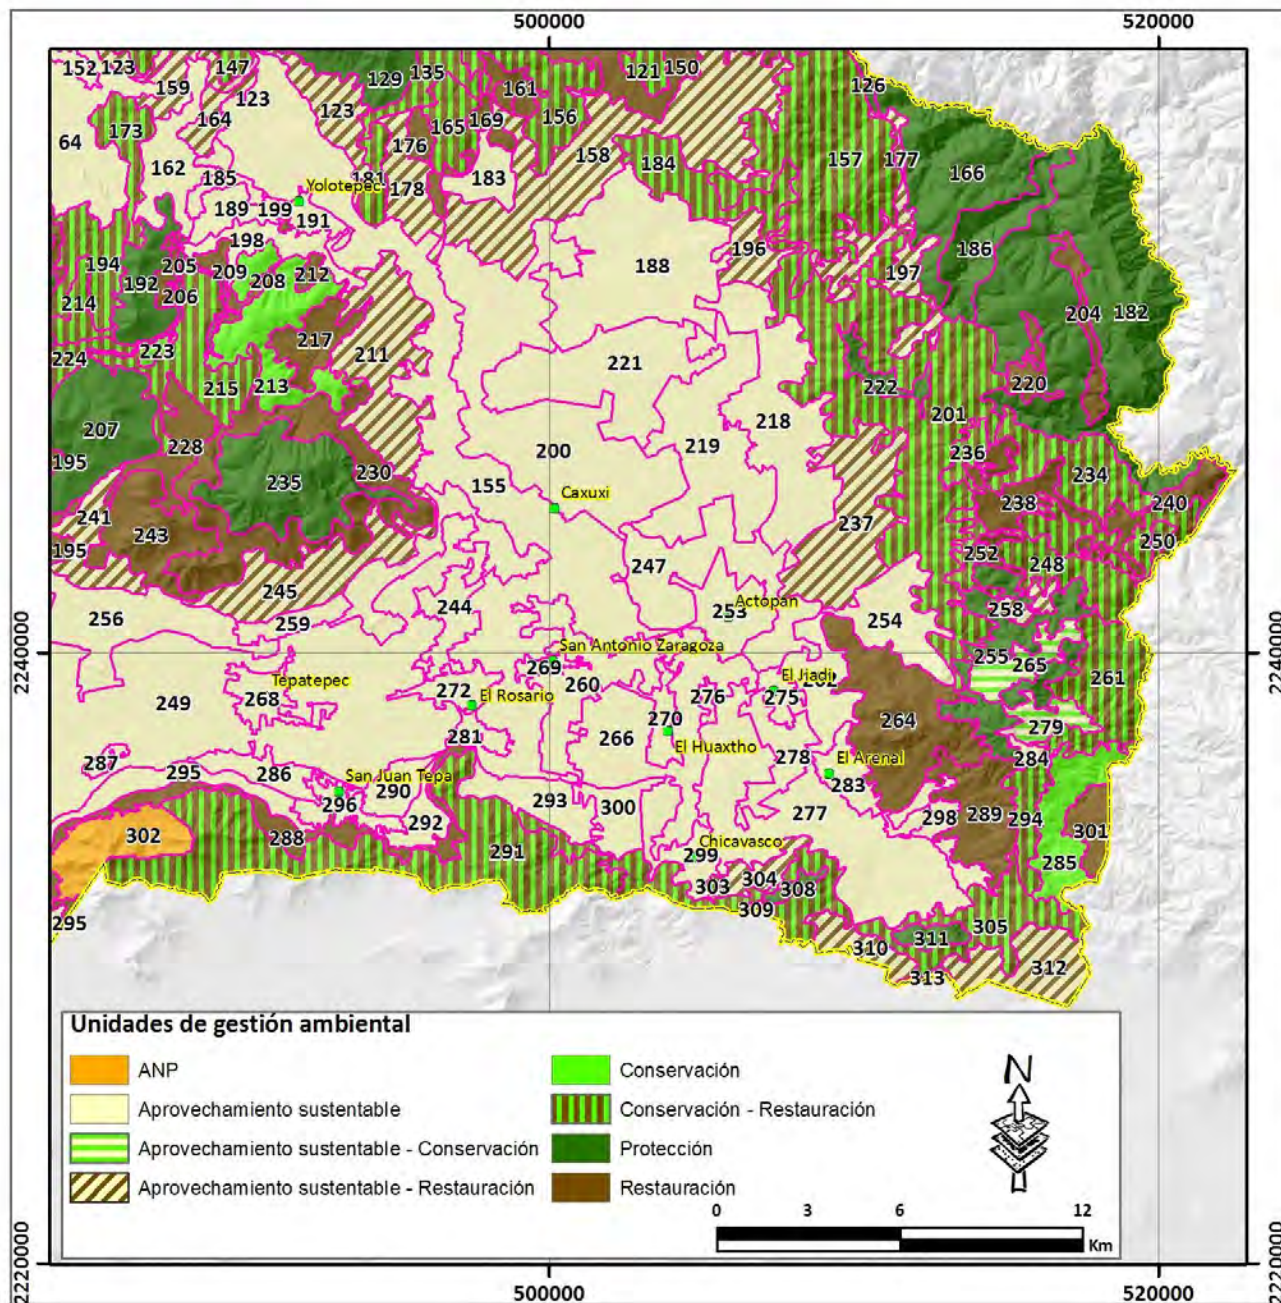 500000 520000
152 123 147 129 135 121 150
159 123 123 161 126
164 165 169 156
64 173 176 158 157 177
162 185 181 178 183 184 166
Yolotepec
189 199 191
198 196 186
194 205 209 208 212 188 197
192 206 204 182
214 217
224 223 211 221
215 213 222 220
207 228 218 201
195 235 230 200 219 236 234
155 238 240
241 243 Caxuxi 237
195 252 250
245 247 248
244 253 Actopan 258
256 259 254
2240000 2240000
San Antonio Zaragoza 255 265
269
268 Tepatepec 272 260 276 El Jiadi 261
249 El Rosario 275 264
270 279
281 266 El Huaxtho
287 278 El Arenal 284
295 286 San Juan Tepa 283
296 290 293 300 277 298 289 294
302 288 292 Chicavasco 301
291 299 285
303 304 308
295 309 305
310 311
313 312
Unidades de gestión ambiental
ANP
Aprovechamiento sustentable
Aprovechamiento sustentable - Conservación
Aprovechamiento sustentable - Restauración
Conservación
Conservación - Restauración
Protección
Restauración
N
0 3 6 12
Km
2220000 2220000
500000 520000